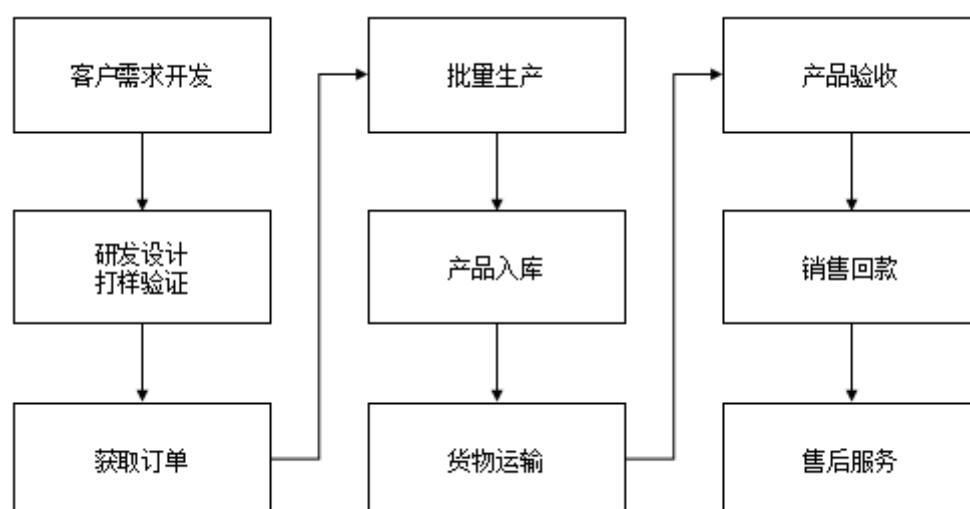 客户需求开发
研发设计
打样验证
获取订单
批量生产
产品入库
货物运输
产品验收
销售回款
售后服务